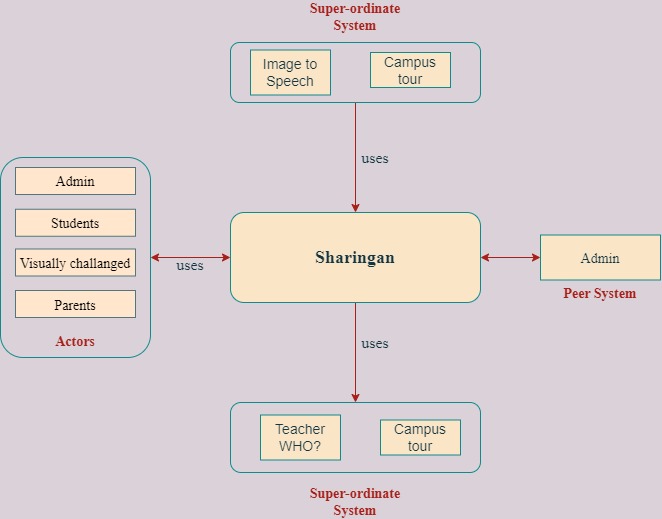 Super-ordinate
System
Image to
Speech
Campus
tour
uses
Admin
Students
Visually challanged
Parents
Actors
uses
Sharingan
Admin
Peer System
uses
Teacher
WHO?
Campus
tour
Super-ordinate
System